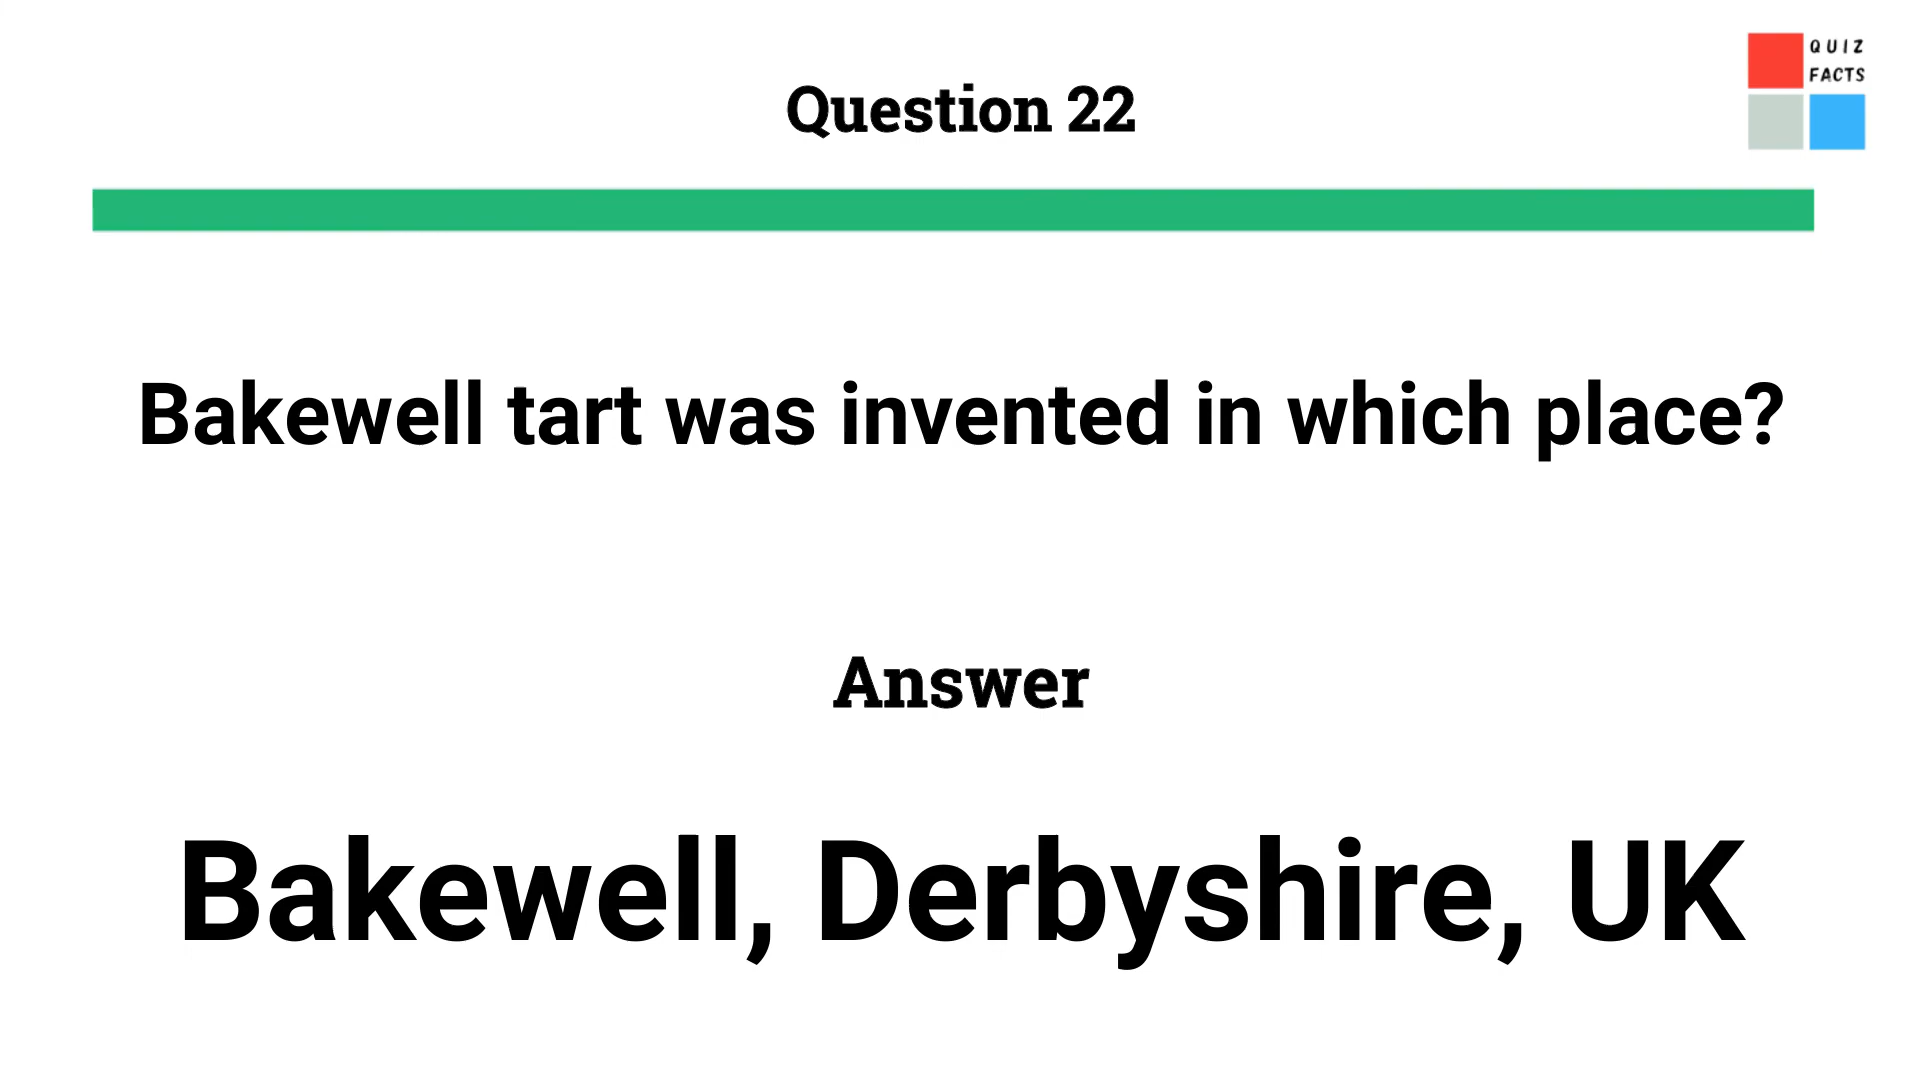 QUIZ
FACTS
Question 22
Bakewell tart was invented in which place?
Answer
Bakewell, Derbyshire, UK